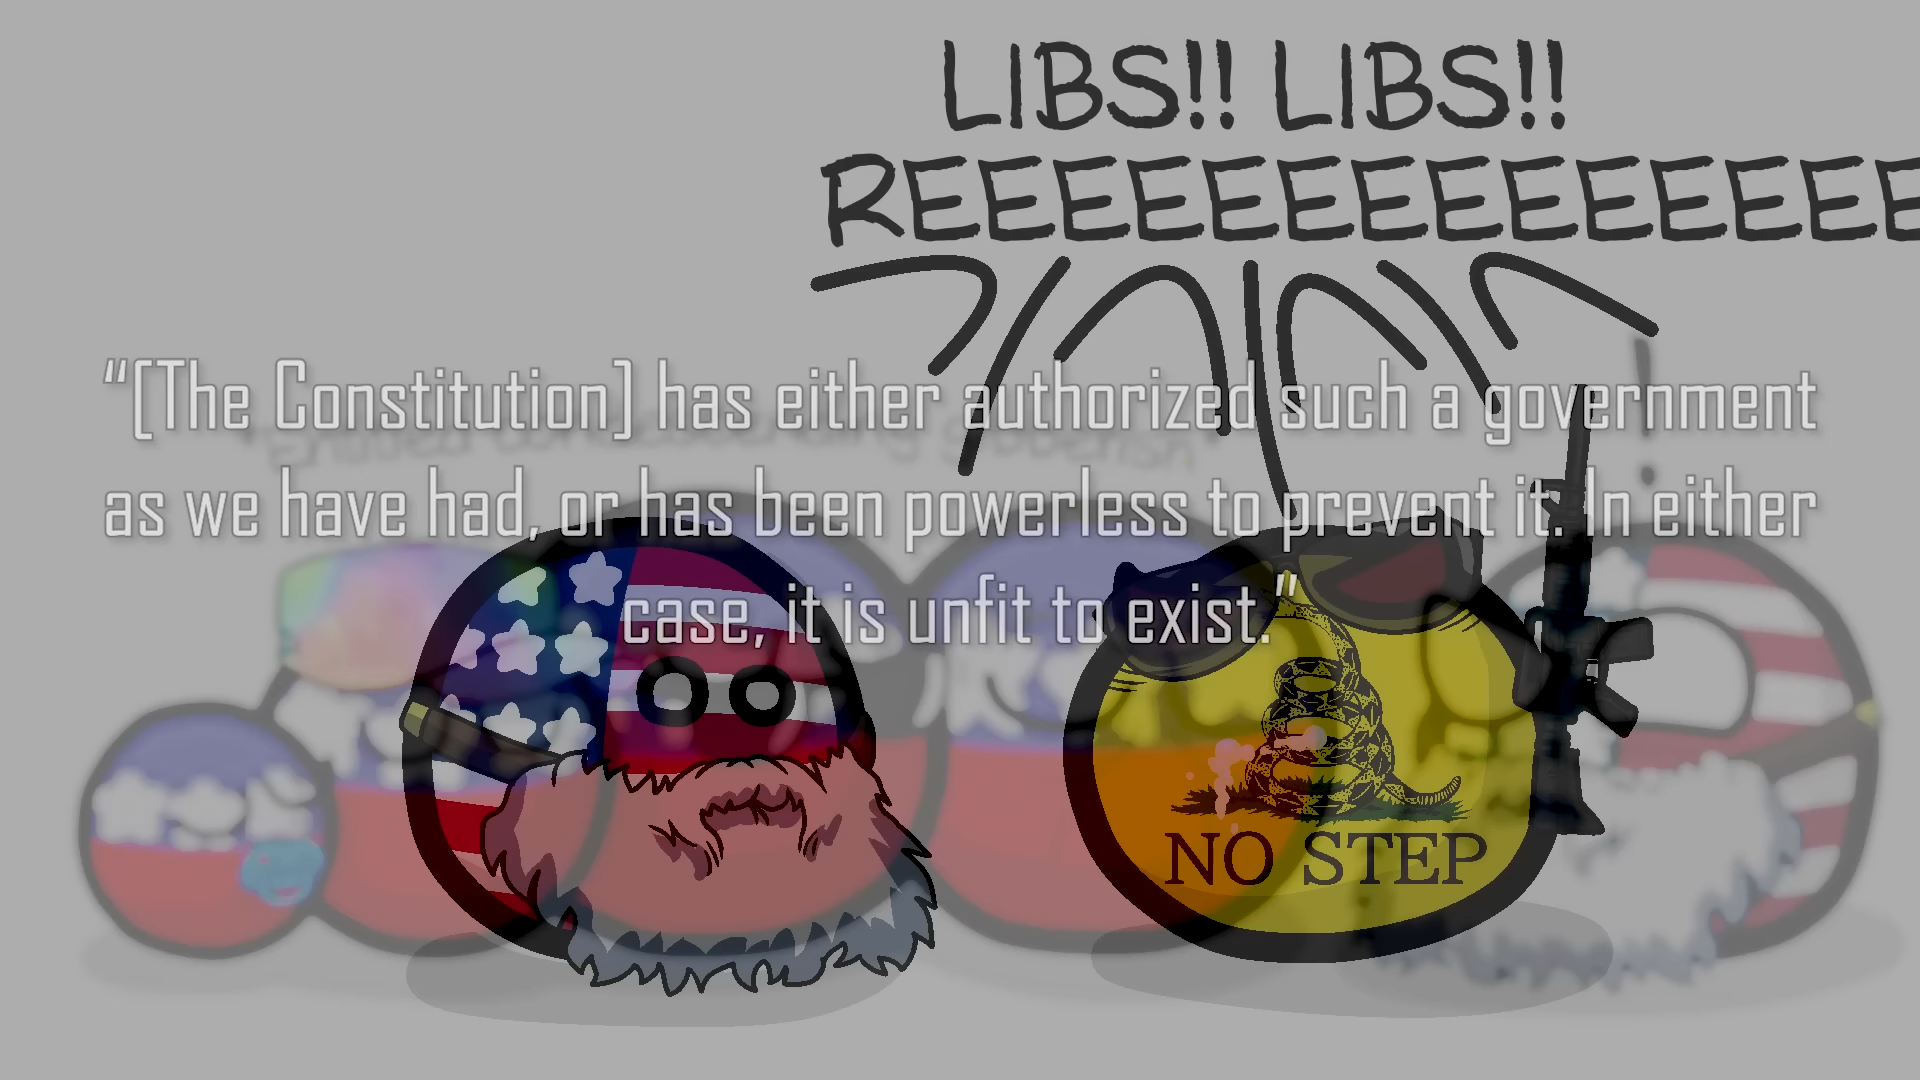 LIBS!! LIBS!!
REEEEEEEEEEEEEE
“[The Constitution] has either authorized such a government
as we have had, or has been powerless to prevent it. In either
case, it is unfit to exist.”
NO STEP